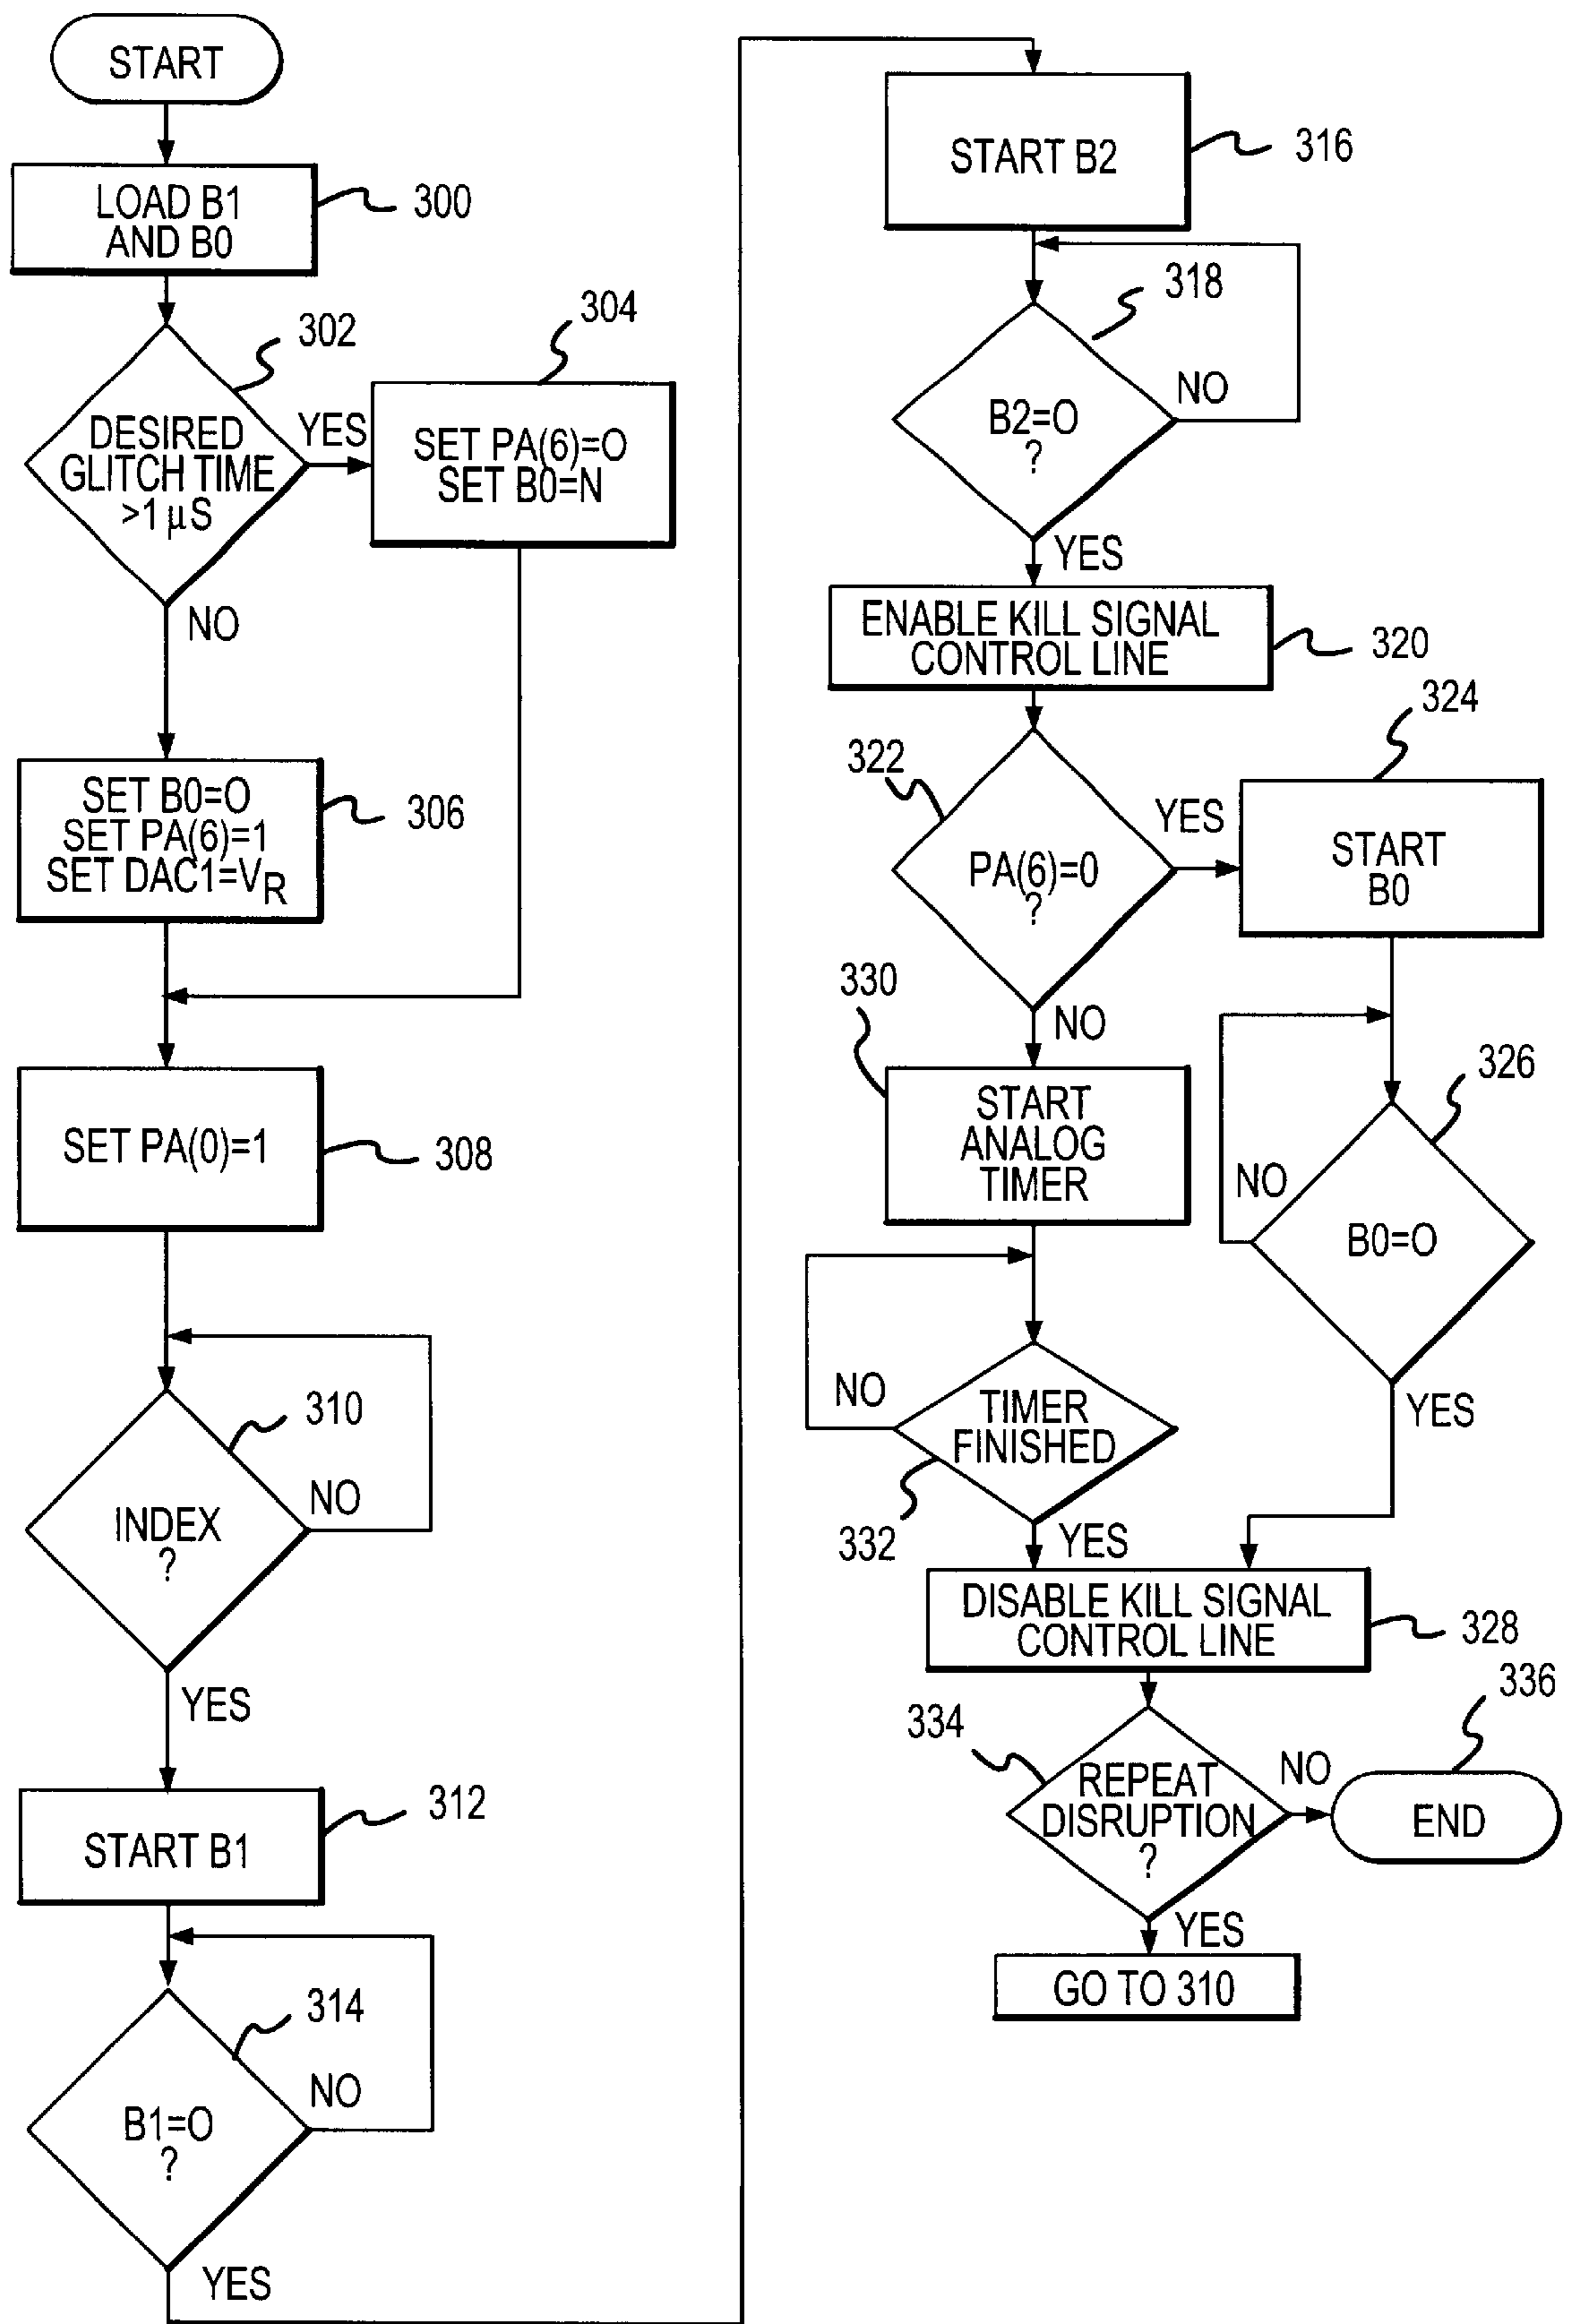 START
LOAD B1
AND B0
300
302
DESIRED
GLITCH TIME
>1 μS
YES
NO
304
SET PA(6)=O
SET B0=N
SET B0=O
SET PA(6)=1
SET DAC1=VR
306
SET PA(0)=1
308
310
INDEX
?
NO
YES
START B1
312
314
B1=O
?
NO
YES
START B2
316
318
B2=O
?
NO
YES
ENABLE KILL SIGNAL
CONTROL LINE
320
322
PA(6)=0
?
YES
NO
324
START
B0
326
B0=O
NO
YES
330
START
ANALOG
TIMER
TIMER
FINISHED
NO
332
YES
DISABLE KILL SIGNAL
CONTROL LINE
328
334
REPEAT
DISRUPTION
?
NO
336
END
YES
GO TO 310